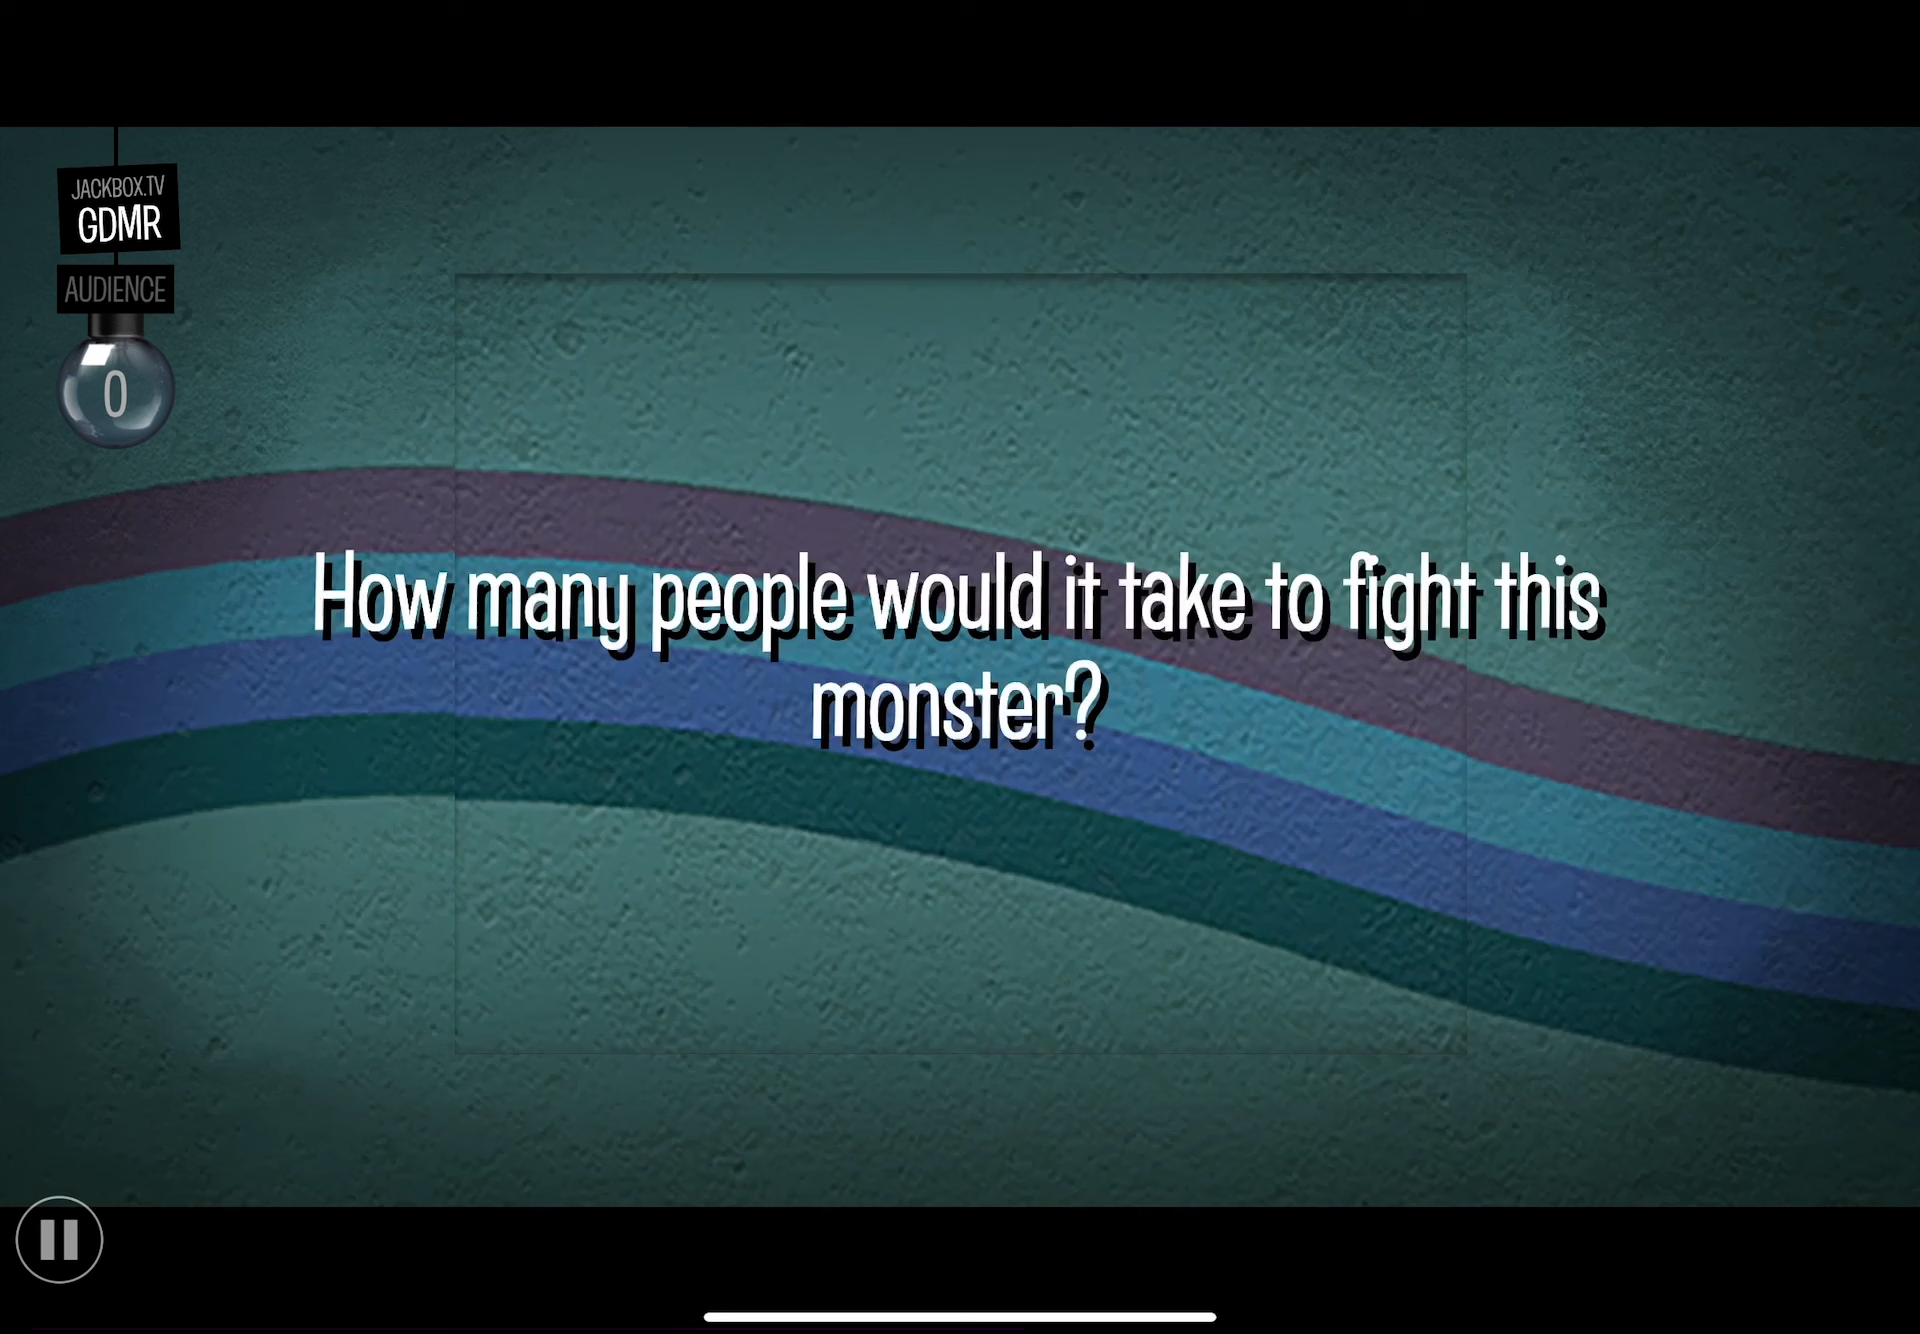 JACKBOX.TV
GDMR
AUDIENCE
0
How many people would it take to fight this
monster?